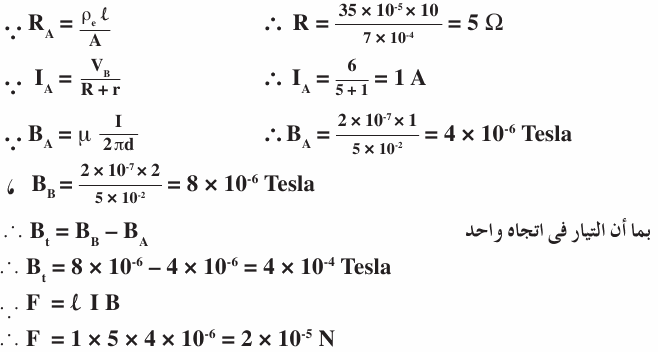 ∵ R_A = ρ_e ℓ / A ∴ R = 35 × 10⁻⁵ × 10 / 7 × 10⁻⁴ = 5 Ω
∵ I_A = V_B / R + r ∴ I_A = 6 / 5 + 1 = 1 A
∵ B_A = μ I / 2πd ∴ B_A = 2 × 10⁻⁷ × 1 / 5 × 10⁻² = 4 × 10⁻⁶ Tesla
، B_B = 2 × 10⁻⁷ × 2 / 5 × 10⁻² = 8 × 10⁻⁶ Tesla
∴ B_t = B_B – B_A بما أن التيار فى اتجاه واحد
∴ B_t = 8 × 10⁻⁶ – 4 × 10⁻⁶ = 4 × 10⁻⁴ Tesla
∵ F = ℓ I B
∴ F = 1 × 5 × 4 × 10⁻⁶ = 2 × 10⁻⁵ N